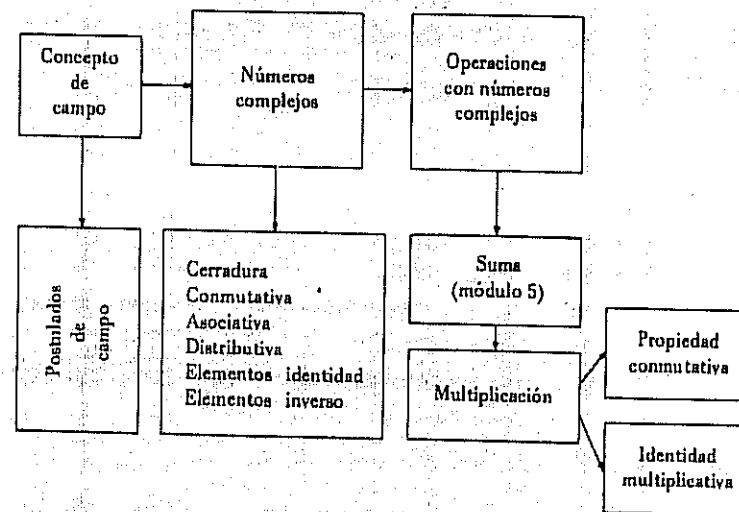 Concepto
de
campo
Números
complejos
Operaciones
con números
complejos
Postulados
de
campo
Cerradura
Conmutativa
Asociativa
Distributiva
Elementos identidad
Elementos inverso
Suma
(módulo 5)
Multiplicación
Propiedad
conmutativa
Identidad
multiplicativa